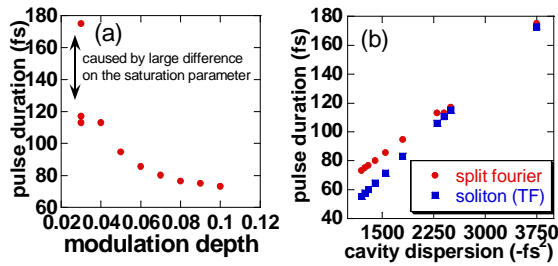 (a)
caused by large difference
on the saturation parameter
pulse duration (fs)
180
160
140
120
100
80
60
0.02 0.04 0.06 0.08 0.1 0.12
modulation depth
(b)
pulse duration (fs)
180
160
140
120
100
80
60
40
split fourier
soliton (TF)
1500 2250 3000 3750
cavity dispersion (-fs²)